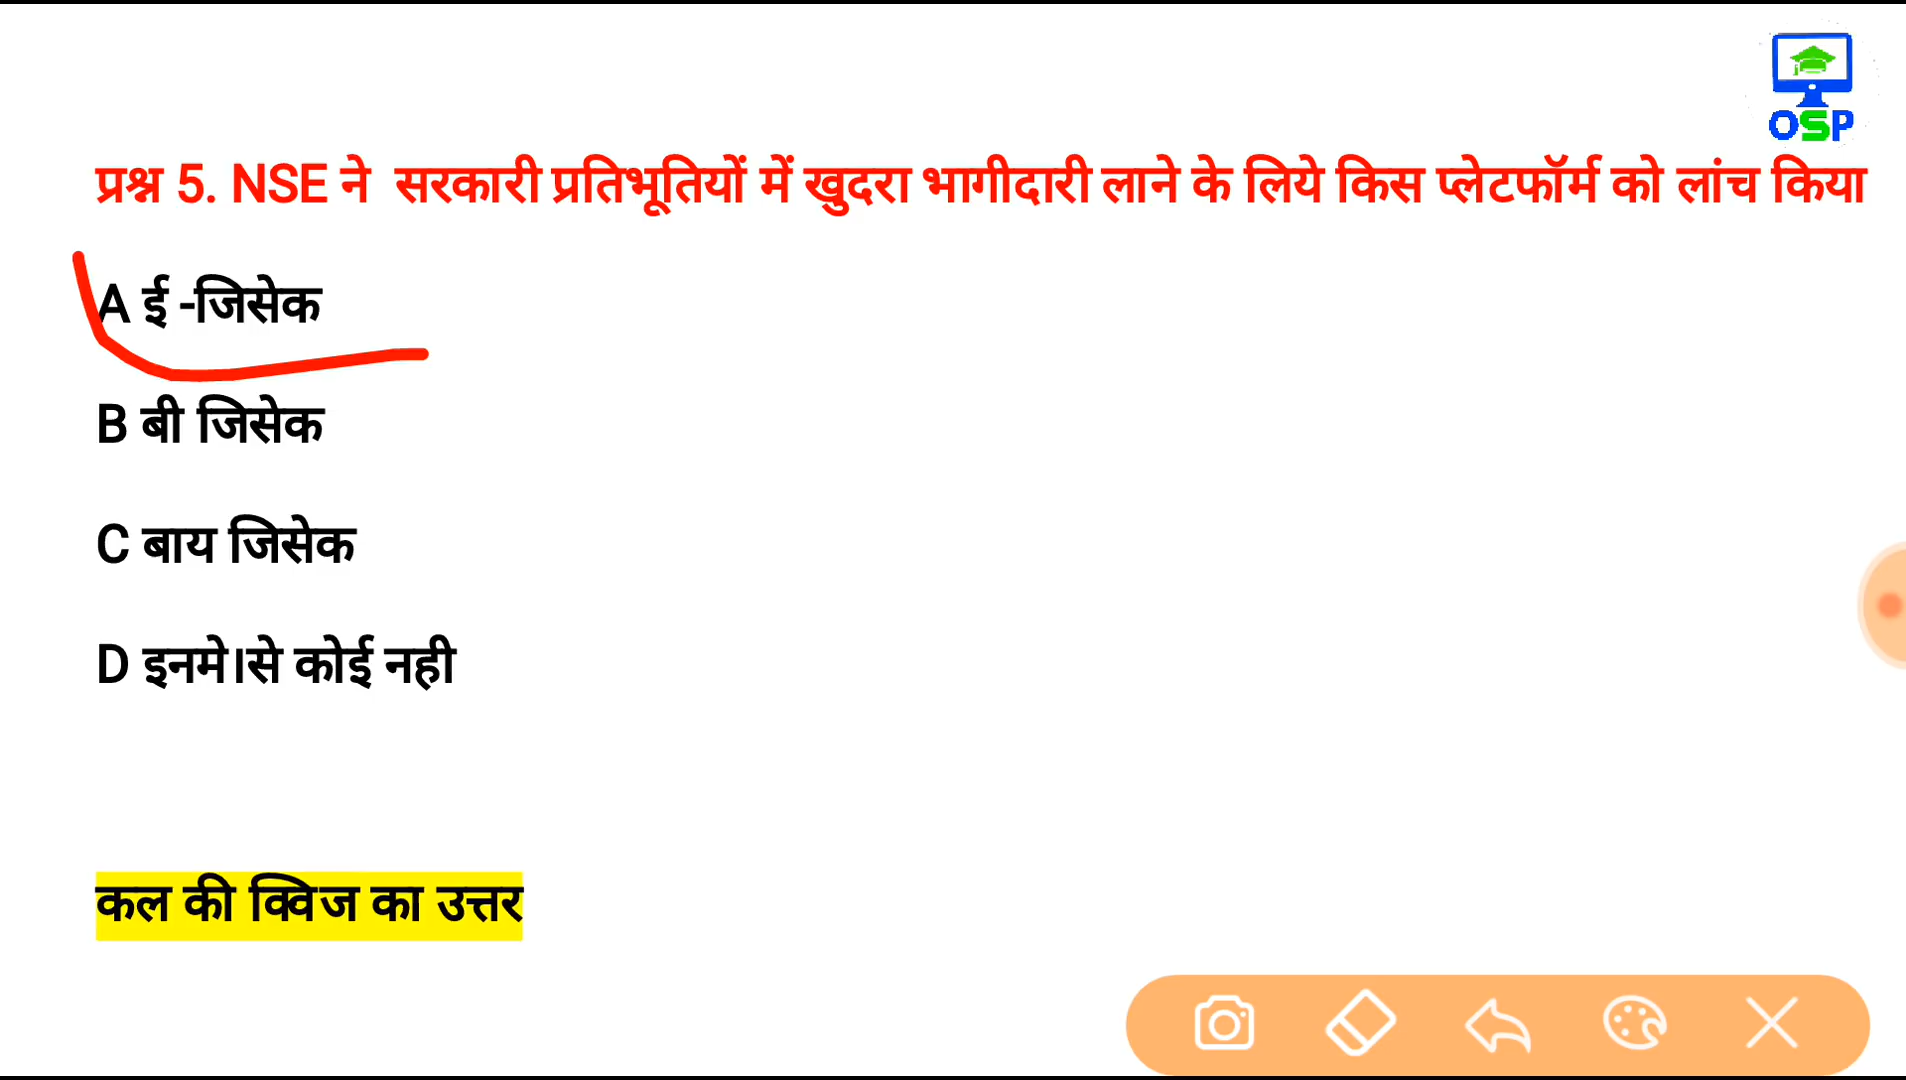 OSP
प्रश्न 5. NSE ने सरकारी प्रतिभूतियों में खुदरा भागीदारी लाने के लिये किस प्लेटफॉर्म को लांच किया
A ई -जिसेक
B बी जिसेक
C बाय जिसेक
D इनमे।से कोई नही
कल की क्विज का उत्तर